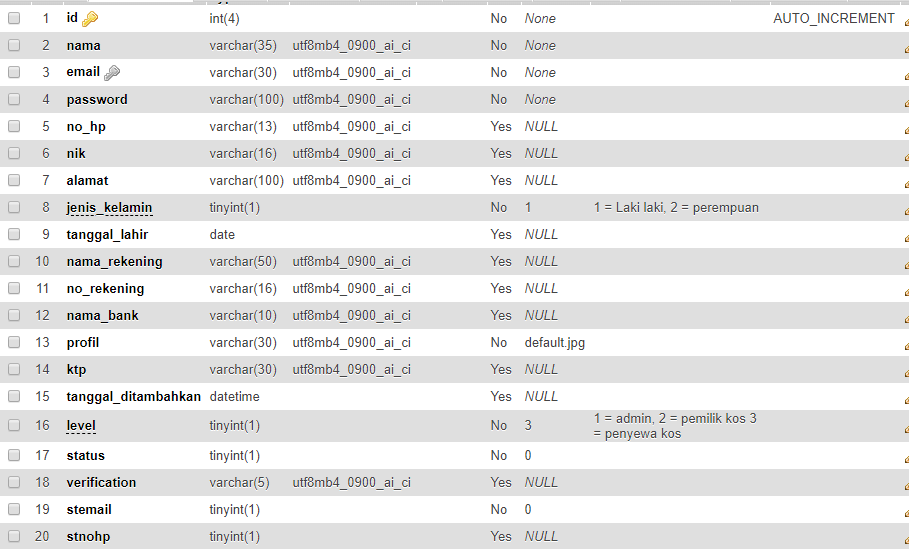 1 id int(4) No None AUTO_INCREMENT
2 nama varchar(35) utf8mb4_0900_ai_ci No None
3 email varchar(30) utf8mb4_0900_ai_ci No None
4 password varchar(100) utf8mb4_0900_ai_ci No None
5 no_hp varchar(13) utf8mb4_0900_ai_ci Yes NULL
6 nik varchar(16) utf8mb4_0900_ai_ci Yes NULL
7 alamat varchar(100) utf8mb4_0900_ai_ci Yes NULL
8 jenis_kelamin tinyint(1) No 1 1 = Laki laki, 2 = perempuan
9 tanggal_lahir date Yes NULL
10 nama_rekening varchar(50) utf8mb4_0900_ai_ci Yes NULL
11 no_rekening varchar(16) utf8mb4_0900_ai_ci Yes NULL
12 nama_bank varchar(10) utf8mb4_0900_ai_ci Yes NULL
13 profil varchar(30) utf8mb4_0900_ai_ci No default.jpg
14 ktp varchar(30) utf8mb4_0900_ai_ci Yes NULL
15 tanggal_ditambahkan datetime Yes NULL
16 level tinyint(1) No 3 1 = admin, 2 = pemilik kos 3
= penyewa kos
17 status tinyint(1) No 0
18 verification varchar(5) utf8mb4_0900_ai_ci Yes NULL
19 stemail tinyint(1) No 0
20 stnohp tinyint(1) Yes NULL